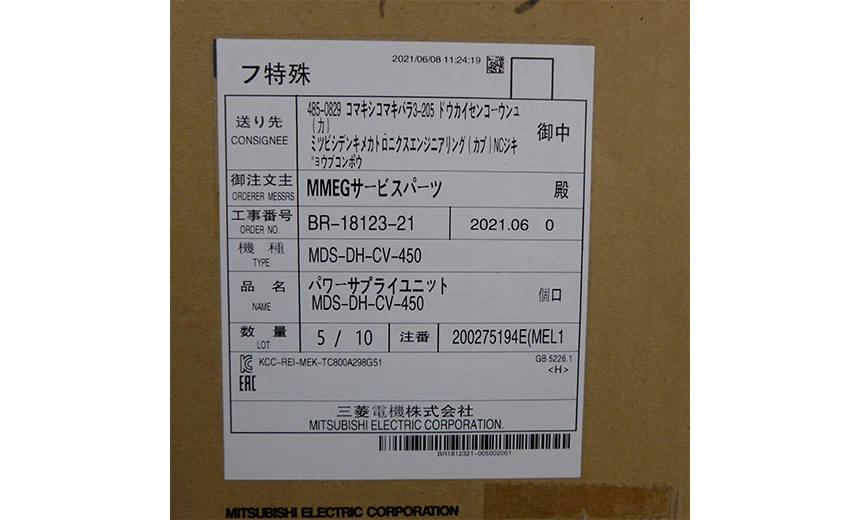 フ特殊
2021/06/08 11:24:19
送り先
CONSIGNEE
485-0829 コマキシコマキバラ3-205 ドウカイセンコーウンュ
(カ)
ミツビシデンキメカトロニクスエンジニアリング(カブ)NCジキ
゛ョウブコンポウ
御中
御注文主
ORDERER MESSRS
MMEGサービスパーツ
殿
工事番号
ORDER NO.
BR-18123-21
2021.06 0
機 種
TYPE
MDS-DH-CV-450
品 名
NAME
パワーサプライユニット
MDS-DH-CV-450
個口
数 量
LOT
5 / 10
注番
200275194E(MEL1
KCC-REI-MEK-TC800A298G51
GB 5226.1
<H>
EAC
三菱電機株式会社
MITSUBISHI ELECTRIC CORPORATION.
BR1812321-005002001
MITSUBISHI ELECTRIC CORPORATION